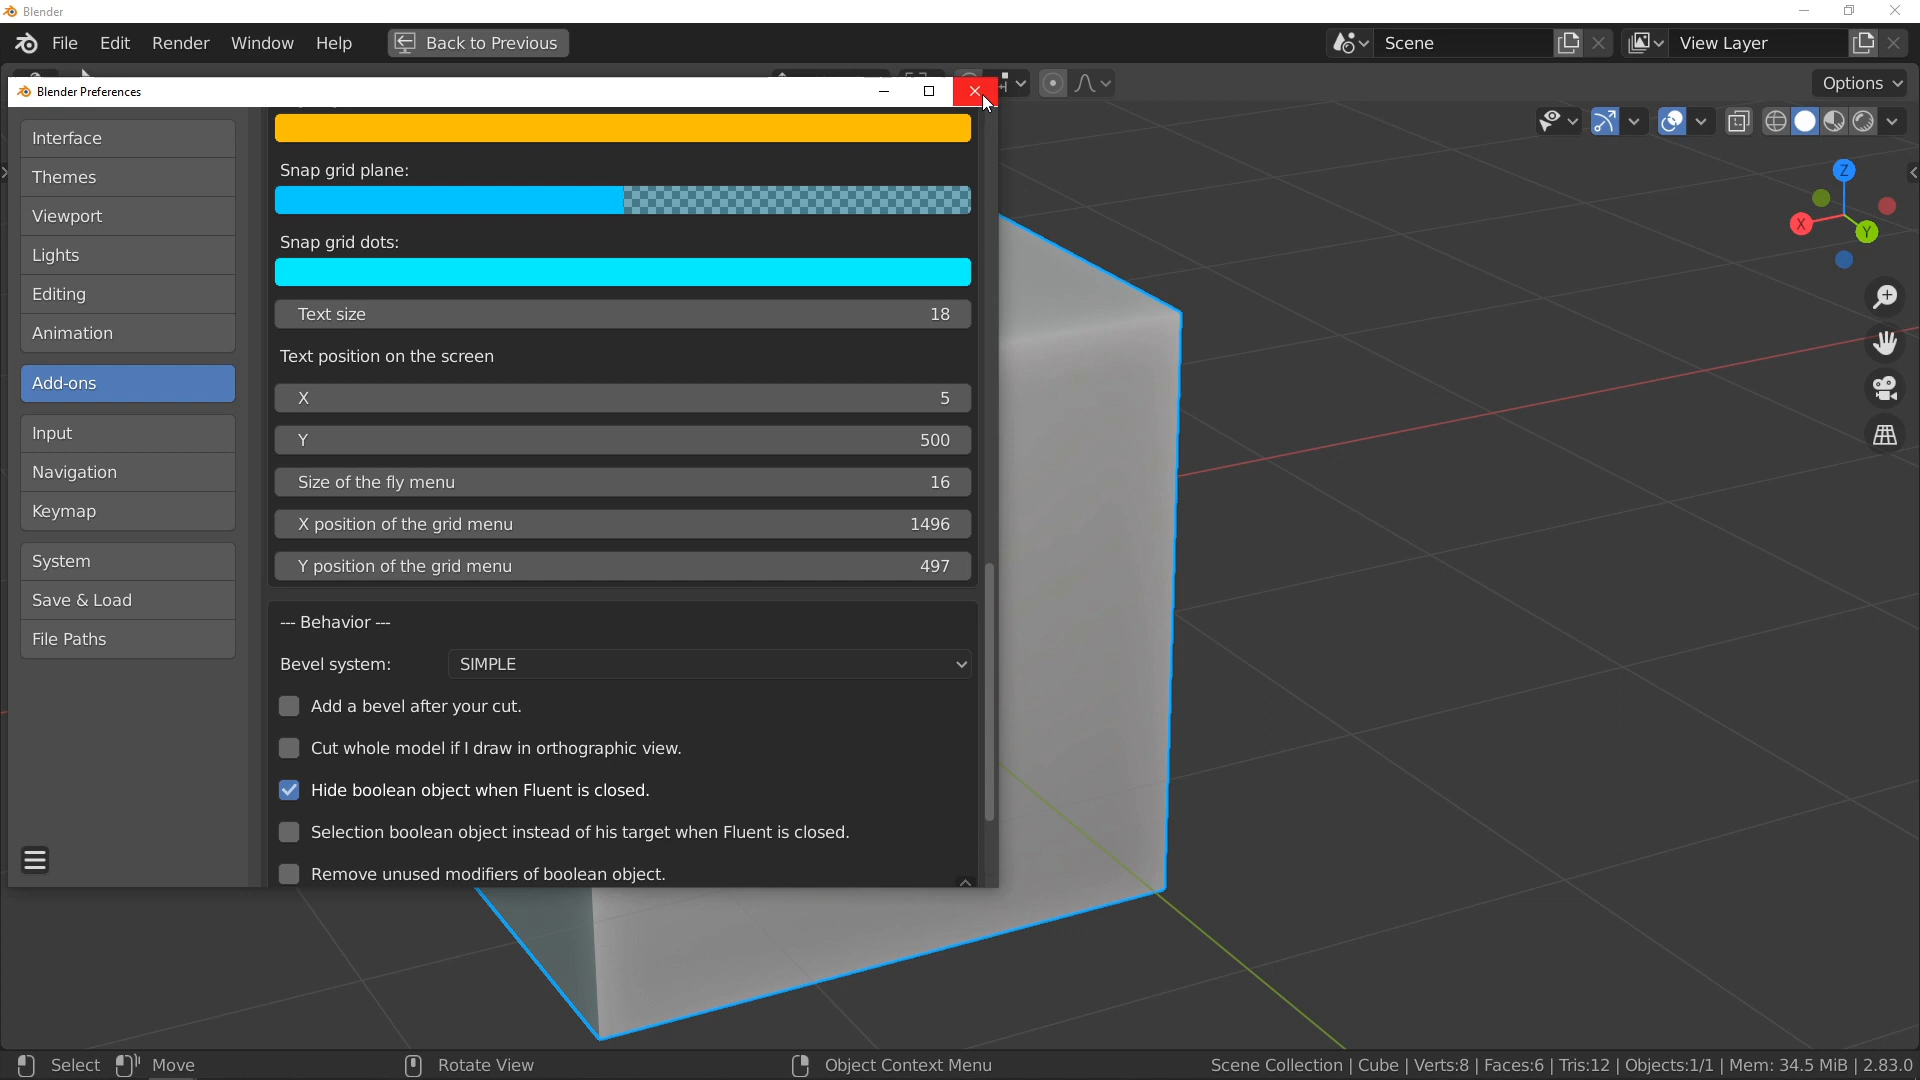 Blender
File Edit Render Window Help Back to Previous Scene View Layer
Options
Blender Preferences
Interface
Themes
Viewport
Lights
Editing
Animation
Add-ons
Input
Navigation
Keymap
System
Save & Load
File Paths
Snap grid plane:
Snap grid dots:
Text size 18
Text position on the screen
X 5
Y 500
Size of the fly menu 16
X position of the grid menu 1496
Y position of the grid menu 497
--- Behavior ---
Bevel system: SIMPLE
Add a bevel after your cut.
Cut whole model if I draw in orthographic view.
Hide boolean object when Fluent is closed.
Selection boolean object instead of his target when Fluent is closed.
Remove unused modifiers of boolean object.
Z
X
Y
Select Move Rotate View Object Context Menu Scene Collection | Cube | Verts:8 | Faces:6 | Tris:12 | Objects:1/1 | Mem: 34.5 MiB | 2.83.0